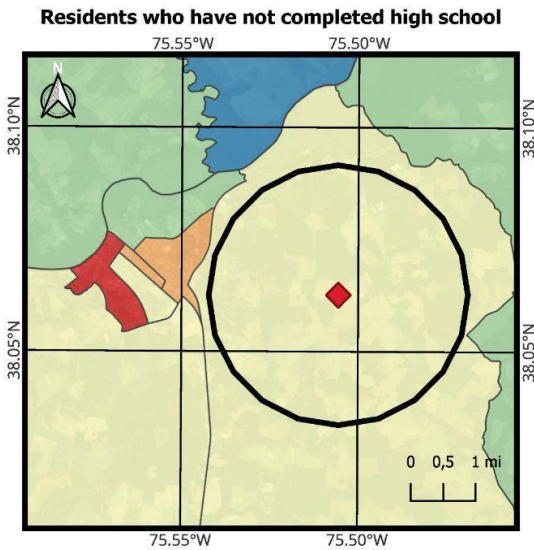 Residents who have not completed high school
75.55°W 75.50°W
N
38.10°N 38.10°N
38.05°N 38.05°N
0 0,5 1 mi
75.55°W 75.50°W